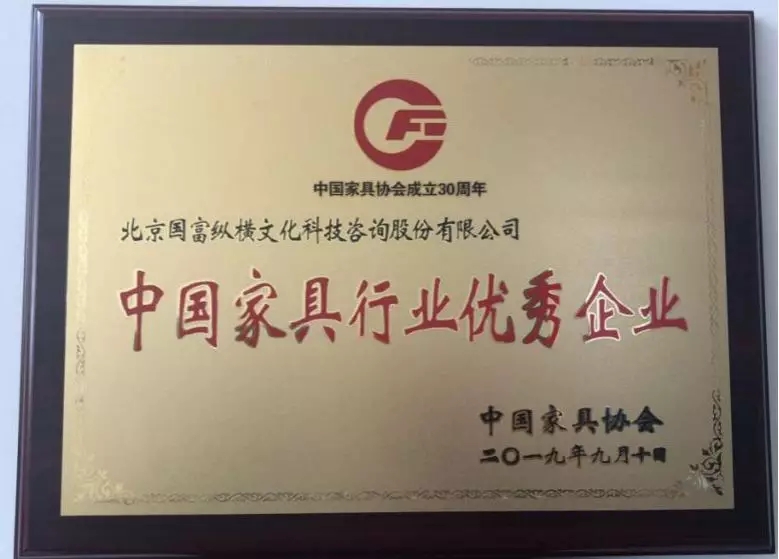 中国家具协会成立30周年
北京国富纵横文化科技咨询股份有限公司
中国家具行业优秀企业
中国家具协会
二〇一九年九月十日